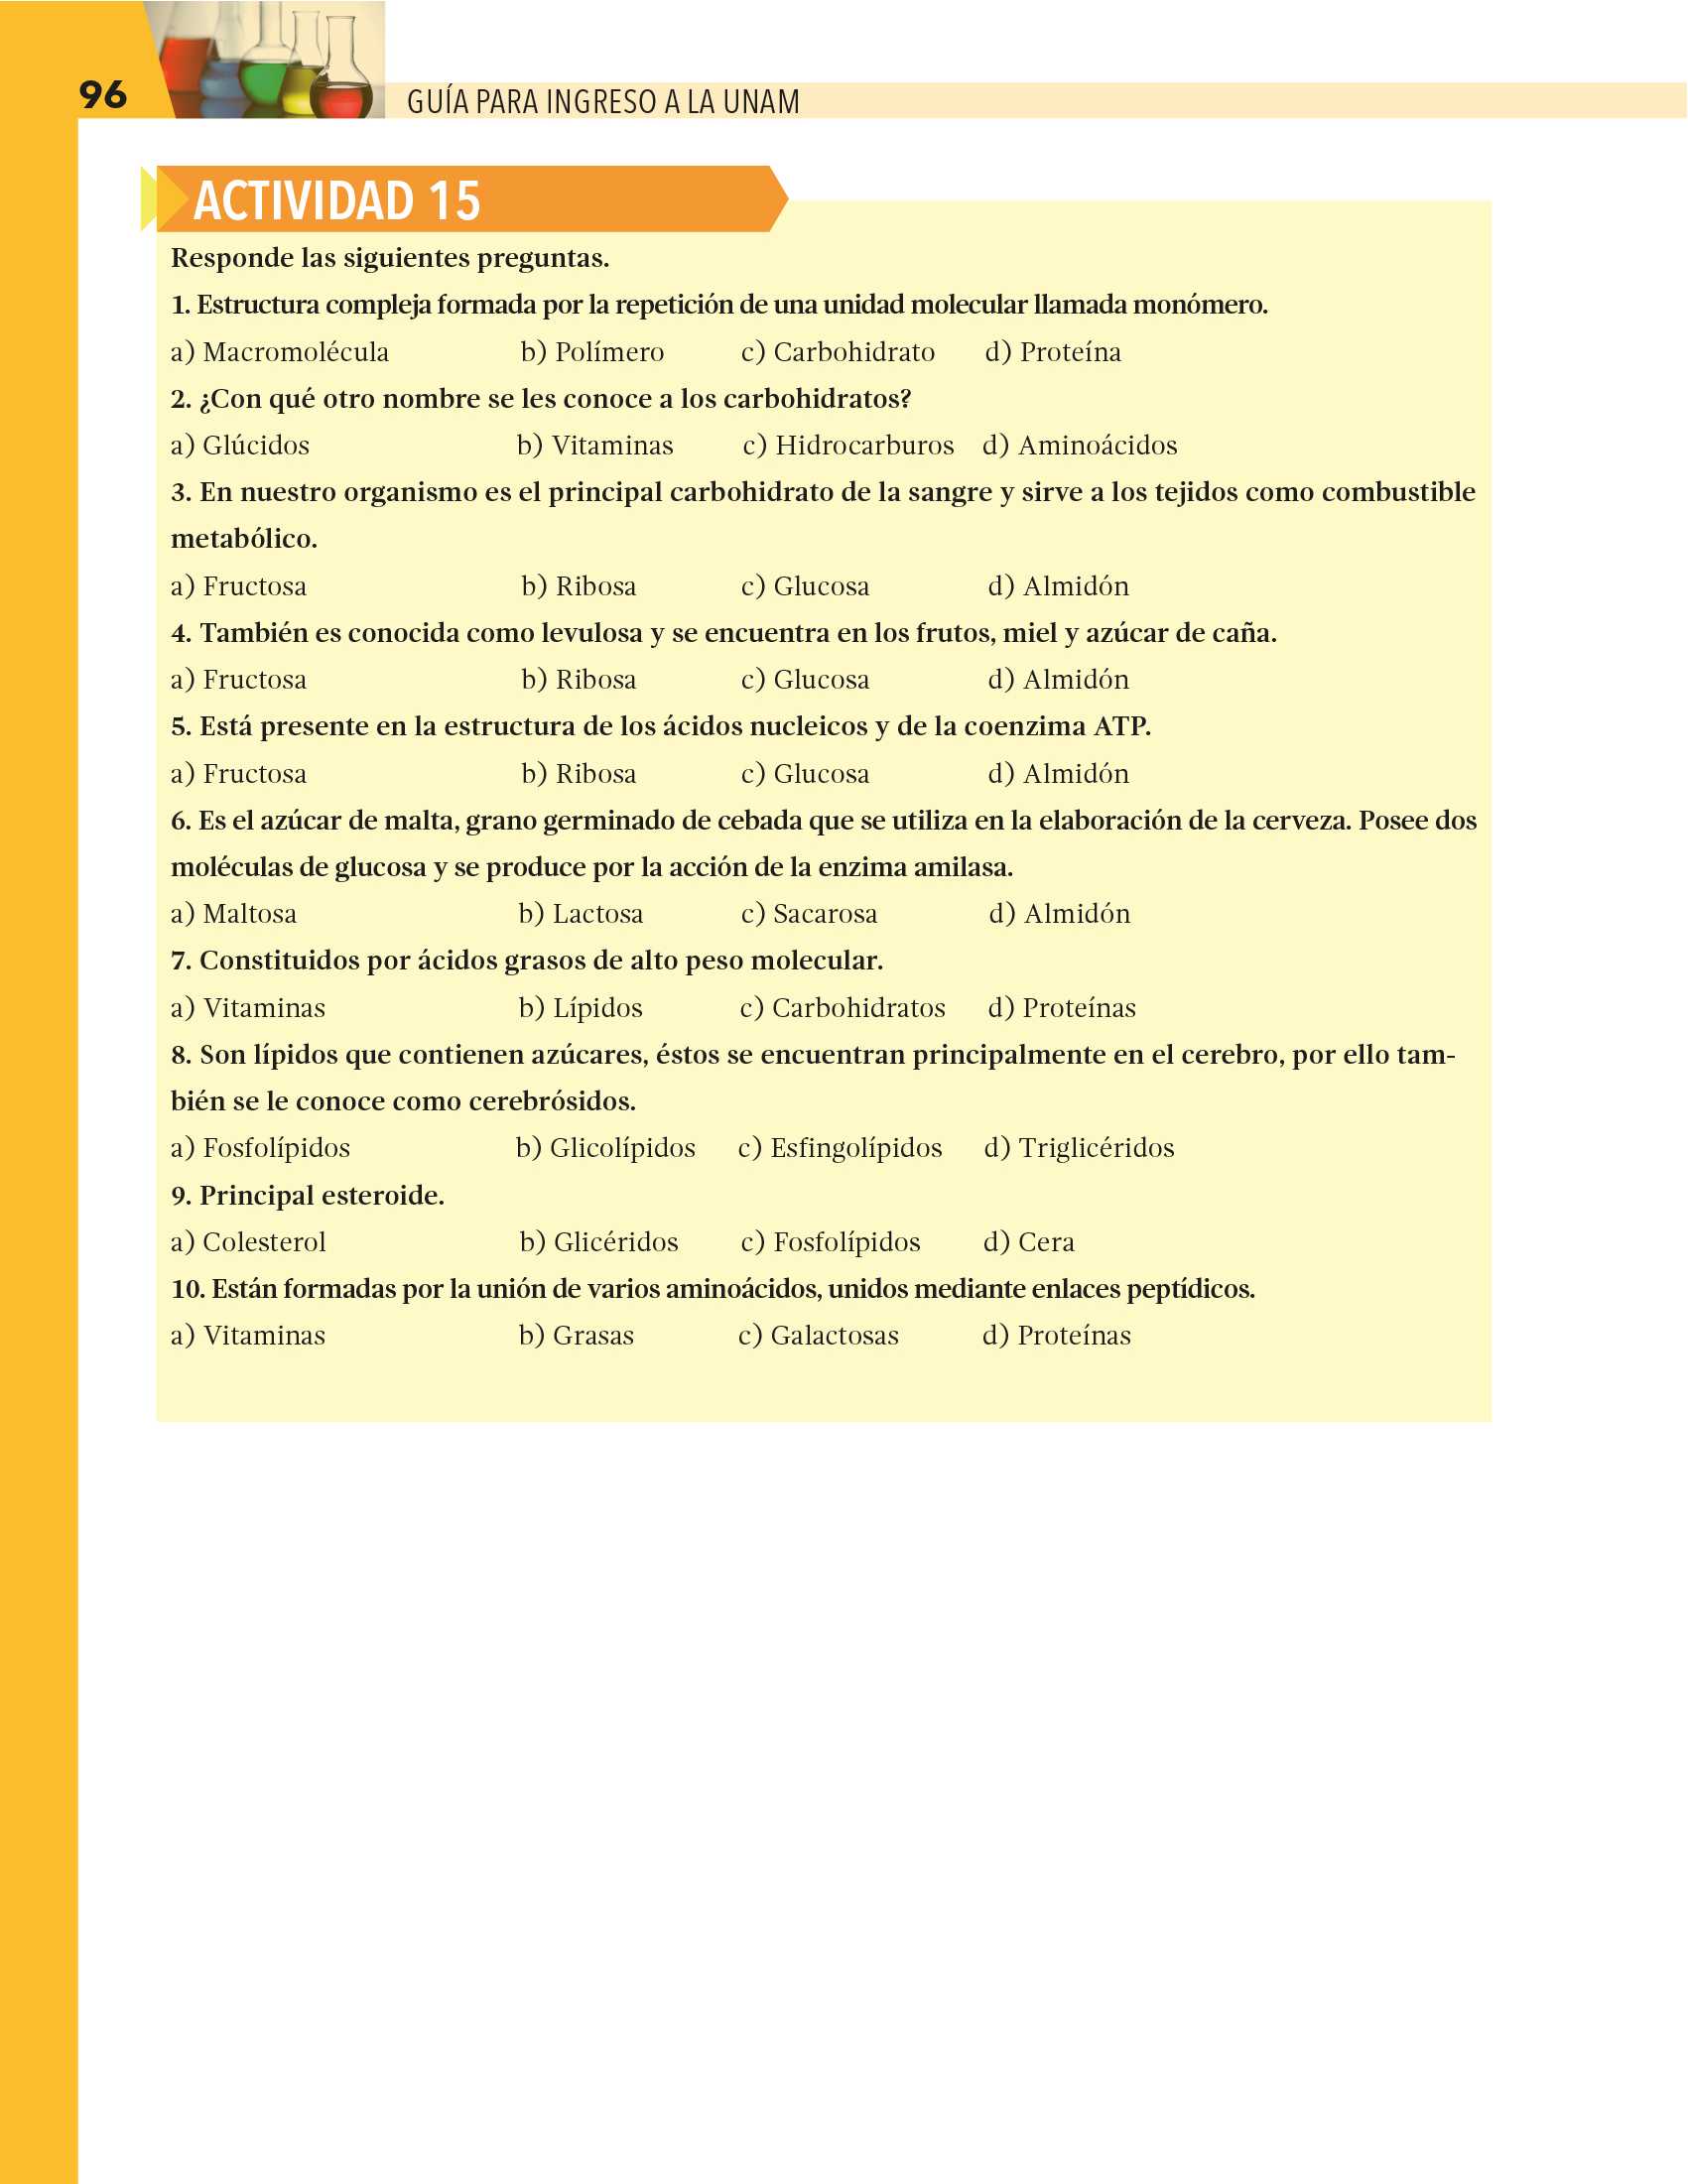 96
GUÍA PARA INGRESO A LA UNAM
ACTIVIDAD 15
Responde las siguientes preguntas.
1. Estructura compleja formada por la repetición de una unidad molecular llamada monómero.
a) Macromolécula b) Polímero c) Carbohidrato d) Proteína
2. ¿Con qué otro nombre se les conoce a los carbohidratos?
a) Glúcidos b) Vitaminas c) Hidrocarburos d) Aminoácidos
3. En nuestro organismo es el principal carbohidrato de la sangre y sirve a los tejidos como combustible
metabólico.
a) Fructosa b) Ribosa c) Glucosa d) Almidón
4. También es conocida como levulosa y se encuentra en los frutos, miel y azúcar de caña.
a) Fructosa b) Ribosa c) Glucosa d) Almidón
5. Está presente en la estructura de los ácidos nucleicos y de la coenzima ATP.
a) Fructosa b) Ribosa c) Glucosa d) Almidón
6. Es el azúcar de malta, grano germinado de cebada que se utiliza en la elaboración de la cerveza. Posee dos
moléculas de glucosa y se produce por la acción de la enzima amilasa.
a) Maltosa b) Lactosa c) Sacarosa d) Almidón
7. Constituidos por ácidos grasos de alto peso molecular.
a) Vitaminas b) Lípidos c) Carbohidratos d) Proteínas
8. Son lípidos que contienen azúcares, éstos se encuentran principalmente en el cerebro, por ello tam-
bién se le conoce como cerebrósidos.
a) Fosfolípidos b) Glicolípidos c) Esfingolípidos d) Triglicéridos
9. Principal esteroide.
a) Colesterol b) Glicéridos c) Fosfolípidos d) Cera
10. Están formadas por la unión de varios aminoácidos, unidos mediante enlaces peptídicos.
a) Vitaminas b) Grasas c) Galactosas d) Proteínas